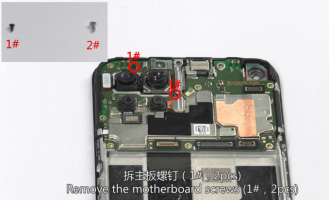 1#
2#
1#
2#
拆主板螺钉（1#，2pcs）
Remove the motherboard screws (1#，2pcs)